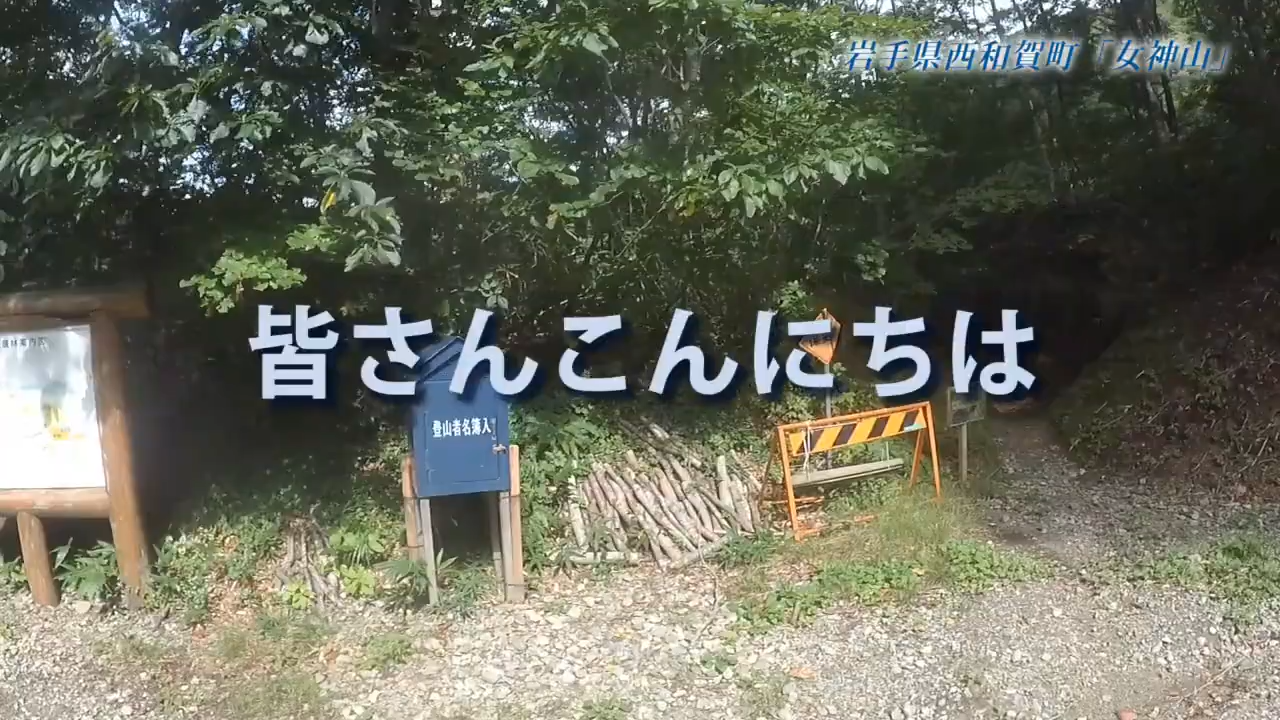 岩手県西和賀町「女神山」
皆さんこんにちは
登山者名簿入